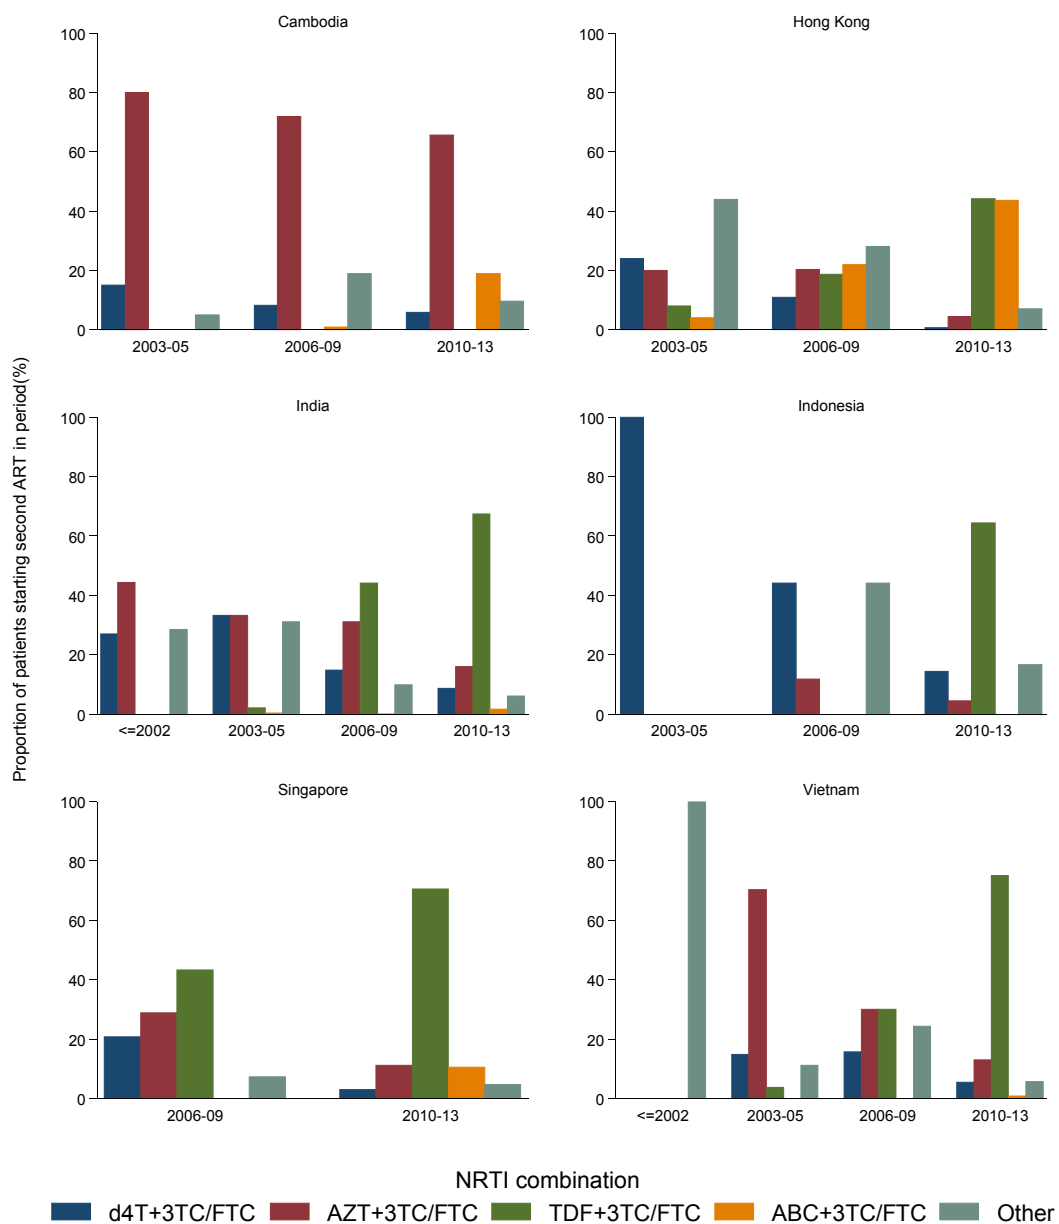 Cambodia
100
80
60
40
20
0
2003-05 2006-09 2010-13
Hong Kong
100
80
60
40
20
0
2003-05 2006-09 2010-13
Proportion of patients starting second ART in period(%)
India
100
80
60
40
20
0
<=2002 2003-05 2006-09 2010-13
Indonesia
100
80
60
40
20
0
2003-05 2006-09 2010-13
Singapore
100
80
60
40
20
0
2006-09 2010-13
Vietnam
100
80
60
40
20
0
<=2002 2003-05 2006-09 2010-13
NRTI combination
d4T+3TC/FTC AZT+3TC/FTC TDF+3TC/FTC ABC+3TC/FTC Other